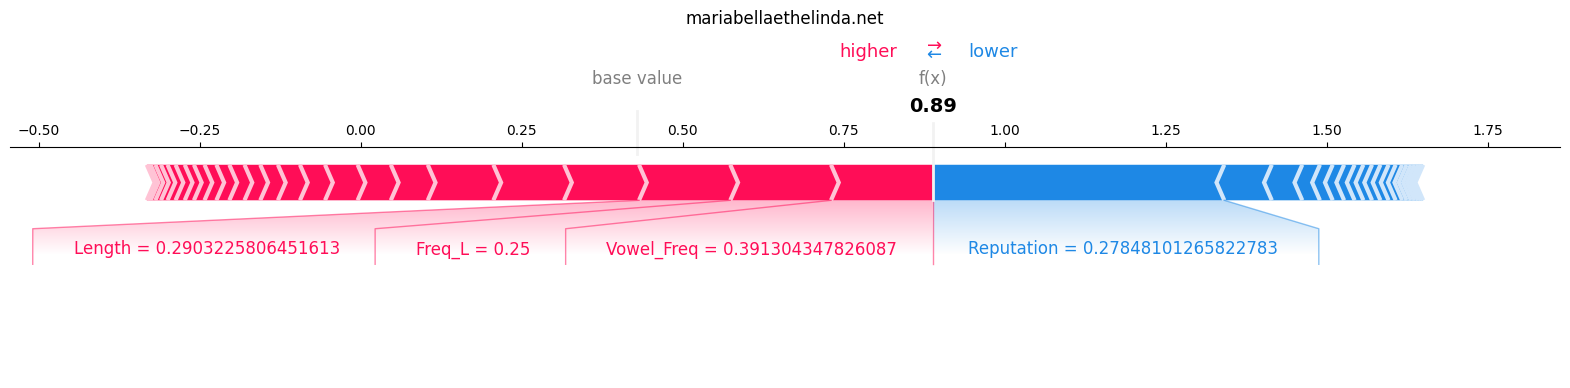 mariabellaethelinda.net
higher ⇄ lower
base value f(x)
0.89
−0.50 −0.25 0.00 0.25 0.50 0.75 1.00 1.25 1.50 1.75
Length = 0.2903225806451613 Freq_L = 0.25 Vowel_Freq = 0.391304347826087 Reputation = 0.27848101265822783